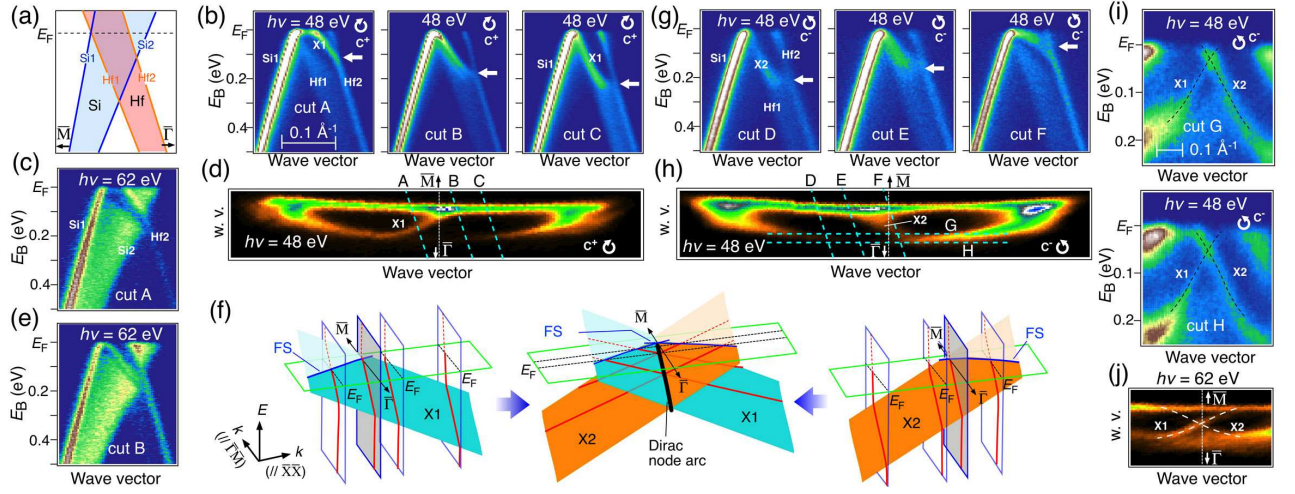 (a)
E_F
Si1
Si2
Hf1
Hf2
Si
Hf
M̄
Γ̄
(b)
hν = 48 eV
C⁺
X1
Si1
Hf1
Hf2
cut A
0.1 Å⁻¹
48 eV
C⁺
cut B
48 eV
C⁺
X1
cut C
E_F
0.2
0.4
E_B (eV)
Wave vector
Wave vector
Wave vector
(g)
hν = 48 eV
C⁻
Si1
Hf2
X2
Hf1
cut D
0.1 Å⁻¹
48 eV
C⁻
cut E
48 eV
C⁻
Hf2
cut F
E_F
0.2
0.4
E_B (eV)
Wave vector
Wave vector
Wave vector
(i)
hν = 48 eV
C⁻
X1
X2
cut G
0.1 Å⁻¹
E_F
0.1
0.2
E_B (eV)
hν = 48 eV
C⁻
X1
X2
cut H
E_F
0.1
0.2
E_B (eV)
Wave vector
(c)
hν = 62 eV
Si1
Si2
Hf2
cut A
E_F
0.2
0.4
E_B (eV)
(e)
hν = 62 eV
cut B
E_F
0.2
0.4
E_B (eV)
Wave vector
(d)
A
M̄
B
C
X1
Γ̄
hν = 48 eV
C⁺
w. v.
Wave vector
(h)
D
E
F
M̄
X2
G
H
Γ̄
hν = 48 eV
C⁻
w. v.
Wave vector
(f)
FS
M̄
E_F
E_F
E_F
Γ̄
X1
E
k
(// Γ̄M̄)
k
(// X̄X̄)
FS
M̄
E_F
Γ̄
X2
X1
Dirac
node arc
M̄
FS
E_F
E_F
E_F
Γ̄
X2
(j)
hν = 62 eV
M̄
X1
X2
Γ̄
w. v.
Wave vector